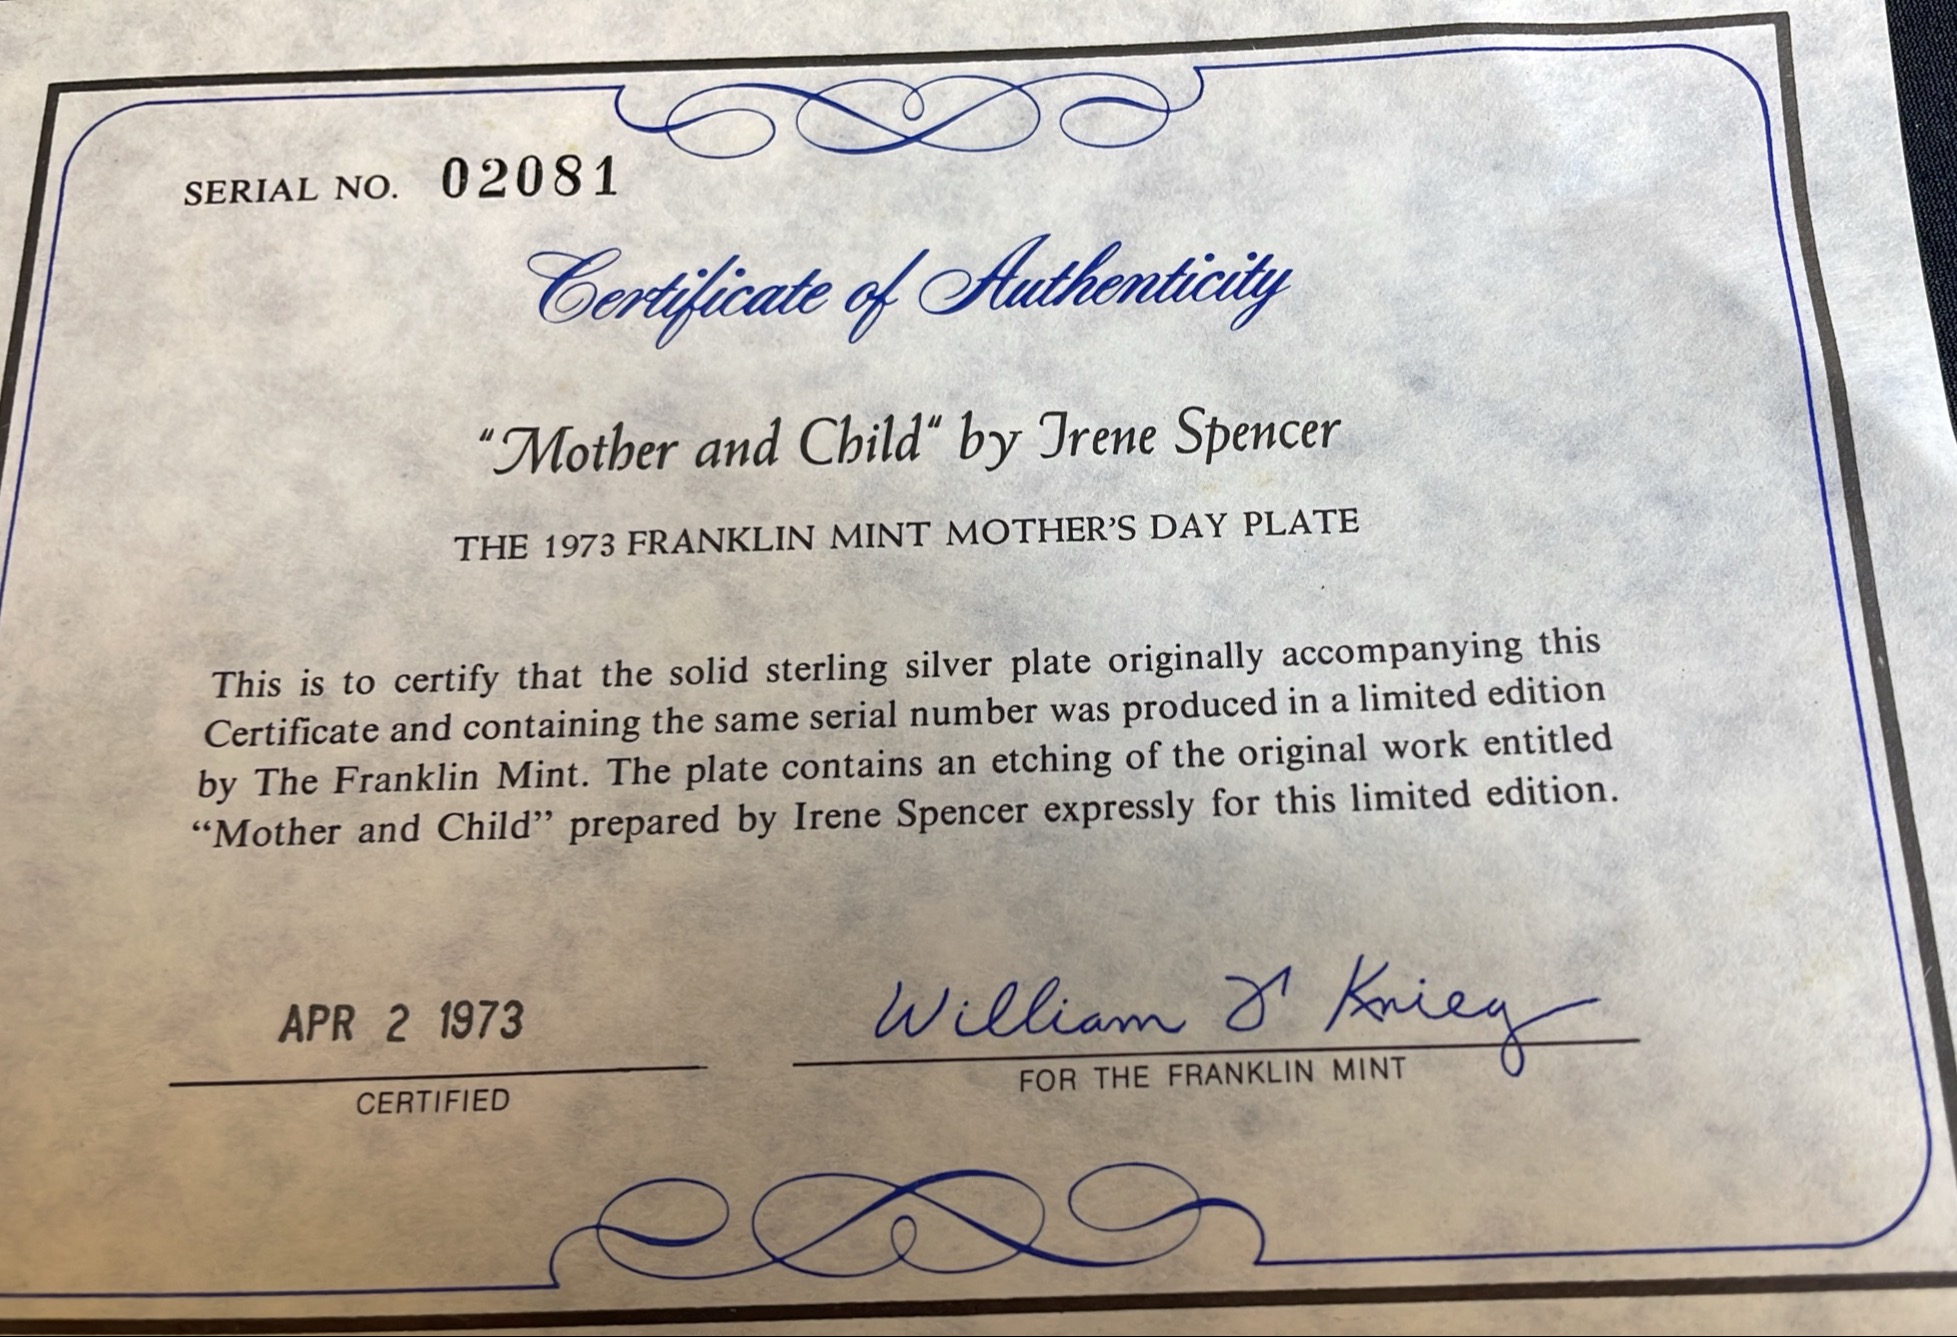 SERIAL NO. 02081
Certificate of Authenticity
“Mother and Child“ by Irene Spencer
THE 1973 FRANKLIN MINT MOTHER'S DAY PLATE
This is to certify that the solid sterling silver plate originally accompanying this
Certificate and containing the same serial number was produced in a limited edition
by The Franklin Mint. The plate contains an etching of the original work entitled
“Mother and Child” prepared by Irene Spencer expressly for this limited edition.
APR 2 1973
CERTIFIED
William Krieg
FOR THE FRANKLIN MINT